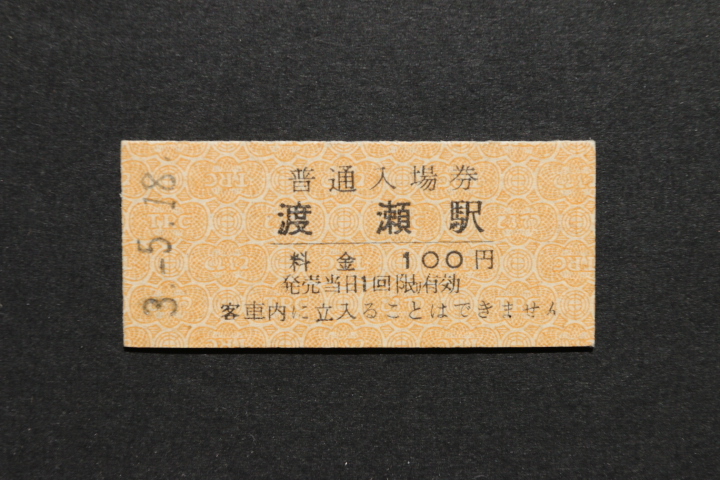 普通入場券
渡瀬駅
料金 100円
発売当日1回限り有効
客車内に立入ることはできません
3.-5.18.